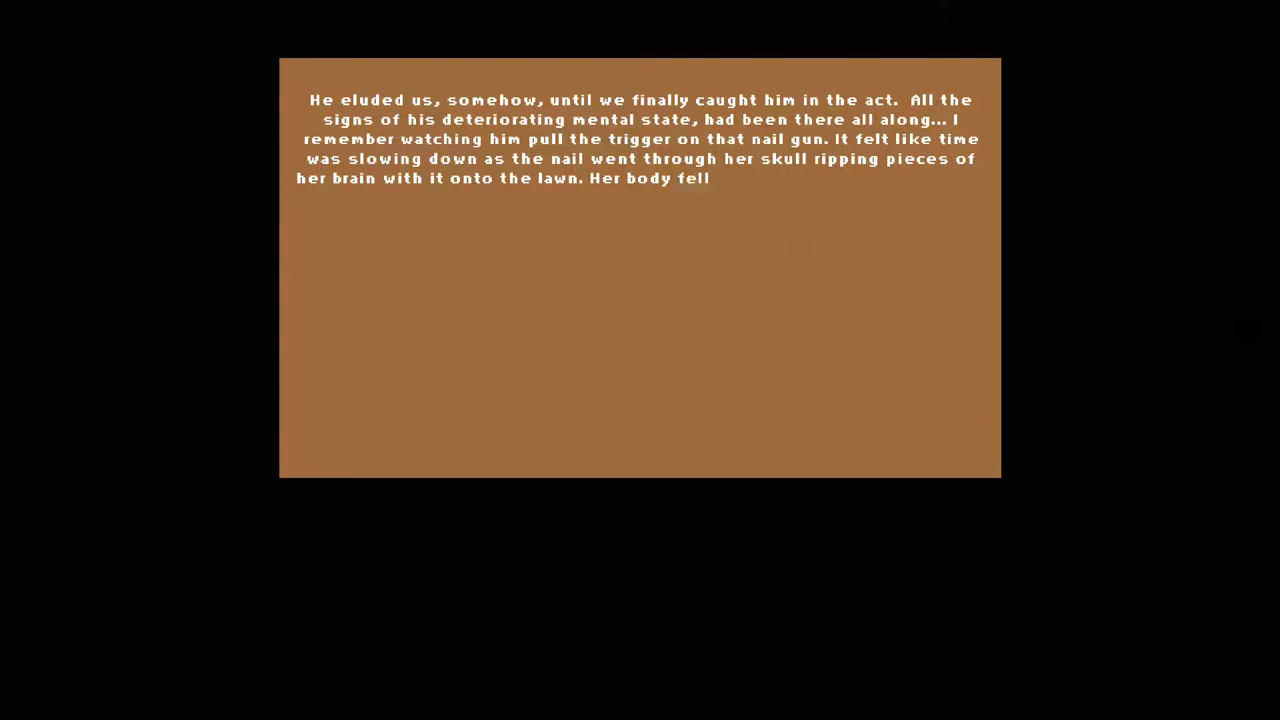 He eluded us, somehow, until we finally caught him in the act.  All the
signs of his deteriorating mental state, had been there all along... I
remember watching him pull the trigger on that nail gun. It felt like time
was slowing down as the nail went through her skull ripping pieces of
her brain with it onto the lawn. Her body fell